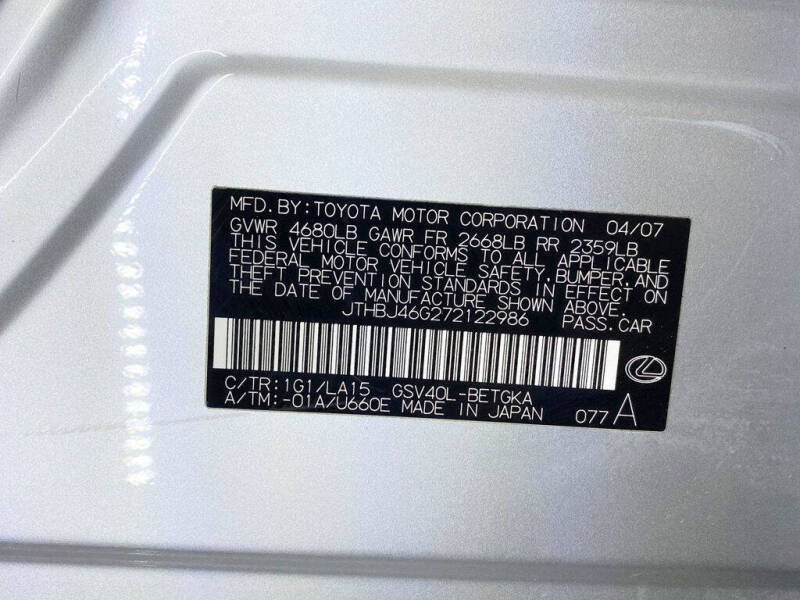 MFD. BY: TOYOTA MOTOR CORPORATION 04/07
GVWR 4680LB GAWR FR 2668LB RR 2359LB
THIS VEHICLE CONFORMS TO ALL APPLICABLE
FEDERAL MOTOR VEHICLE SAFETY, BUMPER, AND
THEFT PREVENTION STANDARDS IN EFFECT ON
THE DATE OF MANUFACTURE SHOWN ABOVE.
JTHBJ46G272122986 PASS. CAR
C/TR: 1G1/LA15 GSV40L-BETGKA
A/TM: -01A/U660E MADE IN JAPAN 077 A